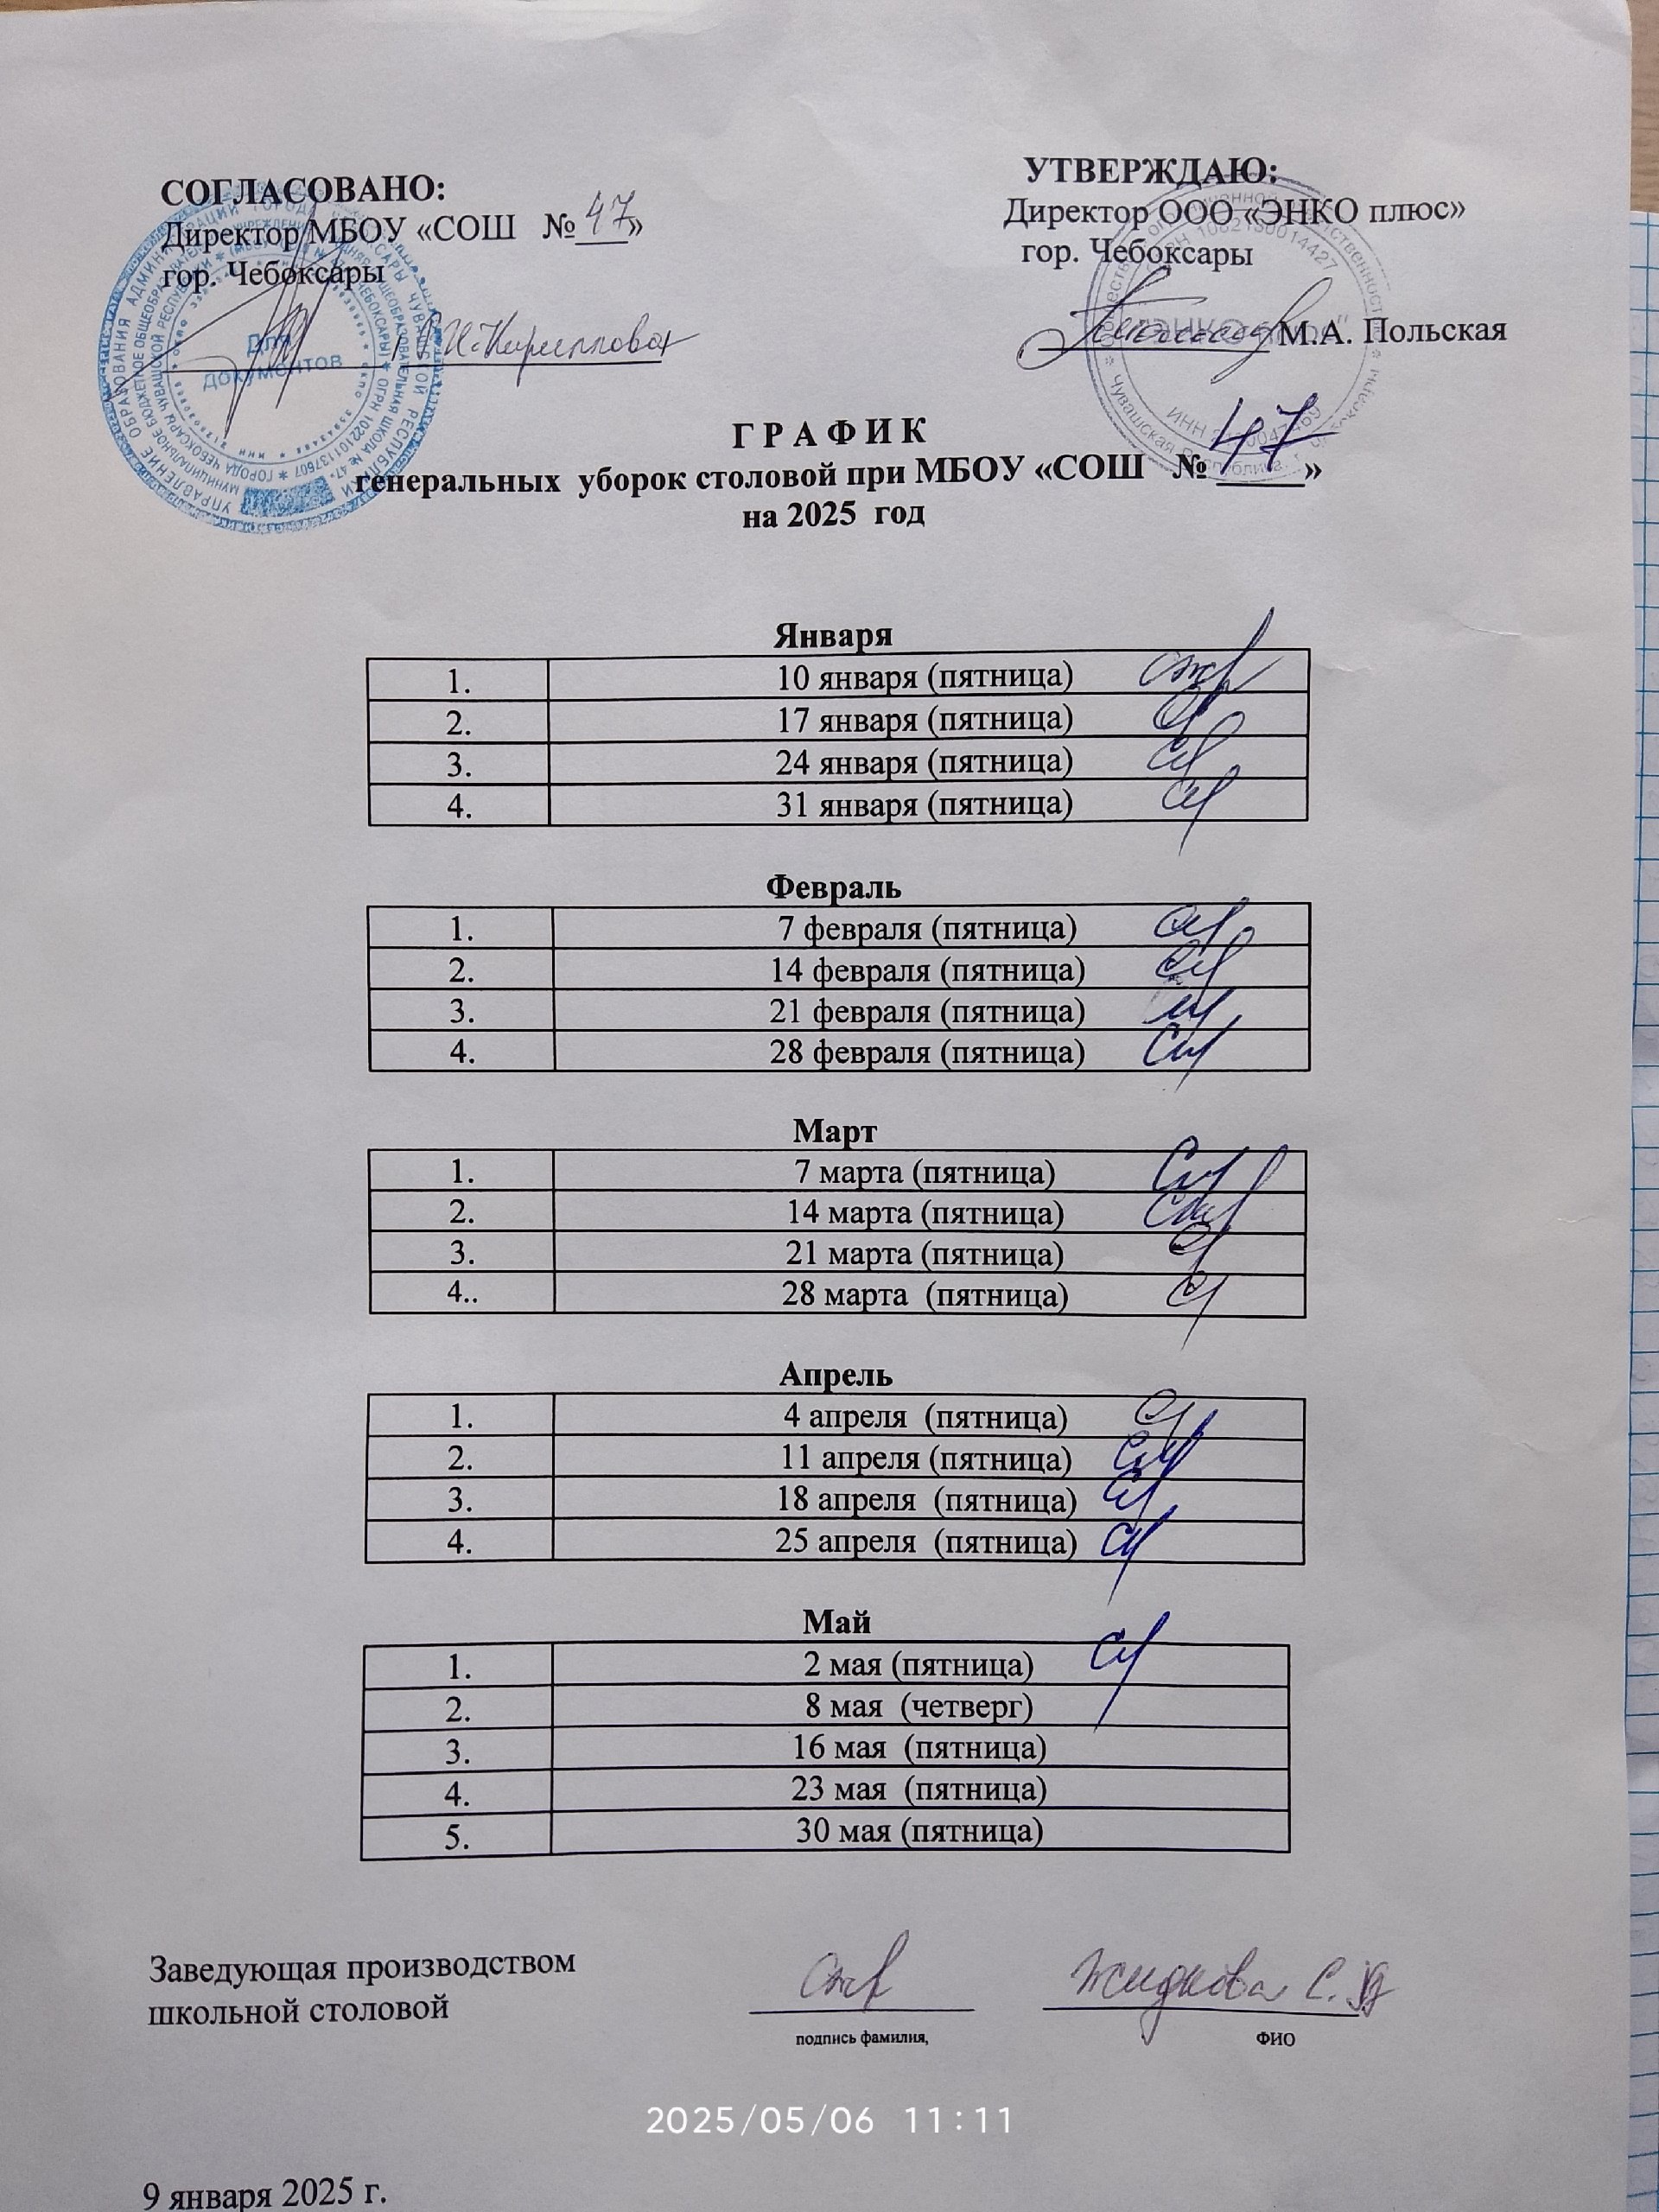 СОГЛАСОВАНО:
Директор МБОУ «СОШ № 47»
гор. Чебоксары
Кириллова
УТВЕРЖДАЮ:
Директор ООО «ЭНКО плюс»
гор. Чебоксары
М.А. Польская
Для
документов
Г Р А Ф И К
генеральных уборок столовой при МБОУ «СОШ № 47»
на 2025 год
Января
1. 10 января (пятница)
2. 17 января (пятница)
3. 24 января (пятница)
4. 31 января (пятница)
Февраль
1. 7 февраля (пятница)
2. 14 февраля (пятница)
3. 21 февраля (пятница)
4. 28 февраля (пятница)
Март
1. 7 марта (пятница)
2. 14 марта (пятница)
3. 21 марта (пятница)
4.. 28 марта (пятница)
Апрель
1. 4 апреля (пятница)
2. 11 апреля (пятница)
3. 18 апреля (пятница)
4. 25 апреля (пятница)
Май
1. 2 мая (пятница)
2. 8 мая (четверг)
3. 16 мая (пятница)
4. 23 мая (пятница)
5. 30 мая (пятница)
Заведующая производством
школьной столовой
Жидкова С.
подпись фамилия, ФИО
2025/05/06 11:11
9 января 2025 г.